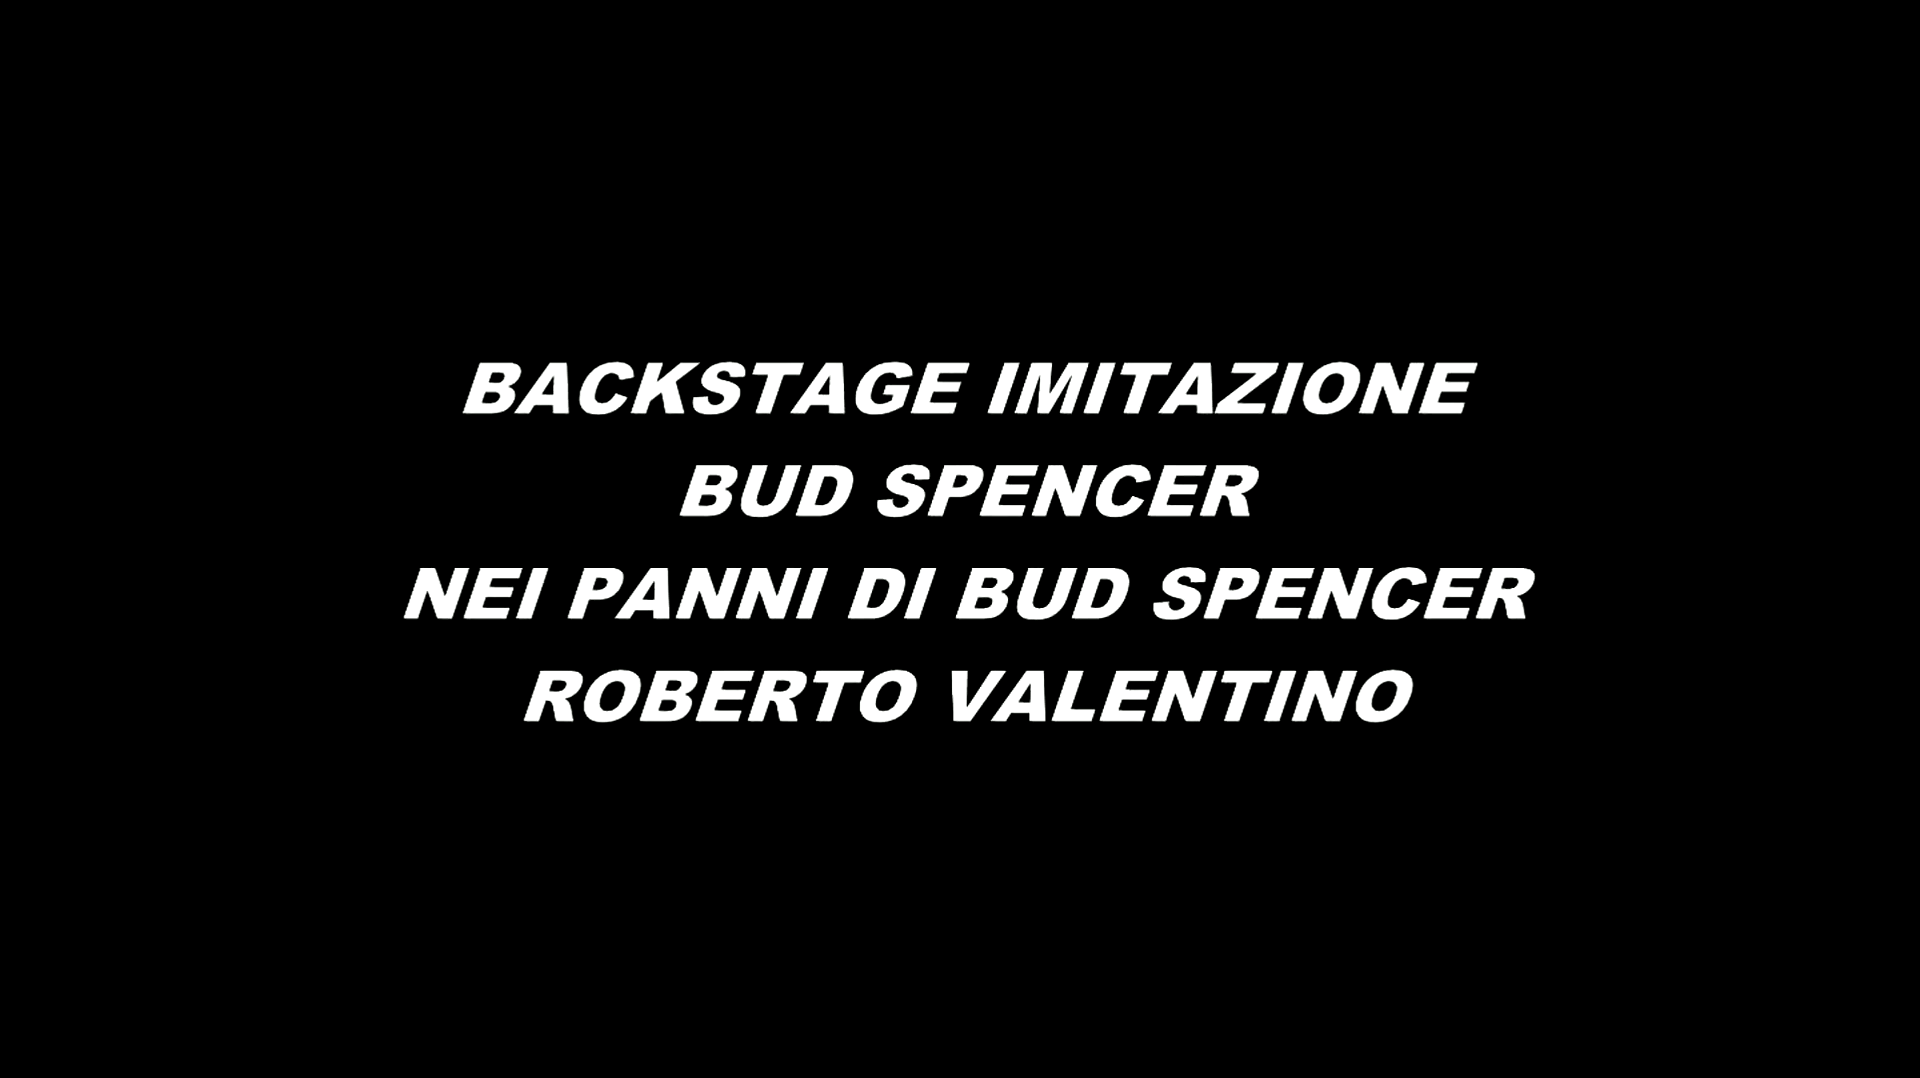 BACKSTAGE IMITAZIONE
BUD SPENCER
NEI PANNI DI BUD SPENCER
ROBERTO VALENTINO